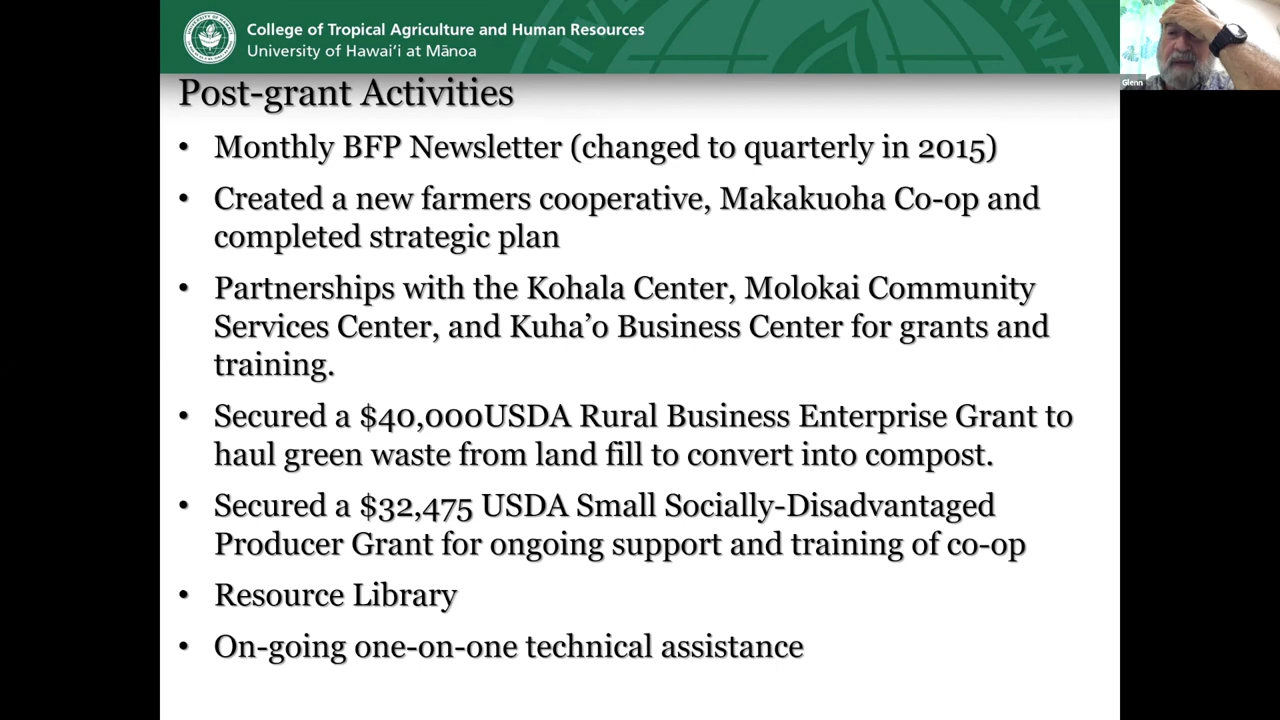 College of Tropical Agriculture and Human Resources
University of Hawai‘i at Mānoa
Glenn
Post-grant Activities
• Monthly BFP Newsletter (changed to quarterly in 2015)
• Created a new farmers cooperative, Makakuoha Co-op and
completed strategic plan
• Partnerships with the Kohala Center, Molokai Community
Services Center, and Kuha’o Business Center for grants and
training.
• Secured a $40,000USDA Rural Business Enterprise Grant to
haul green waste from land fill to convert into compost.
• Secured a $32,475 USDA Small Socially-Disadvantaged
Producer Grant for ongoing support and training of co-op
• Resource Library
• On-going one-on-one technical assistance